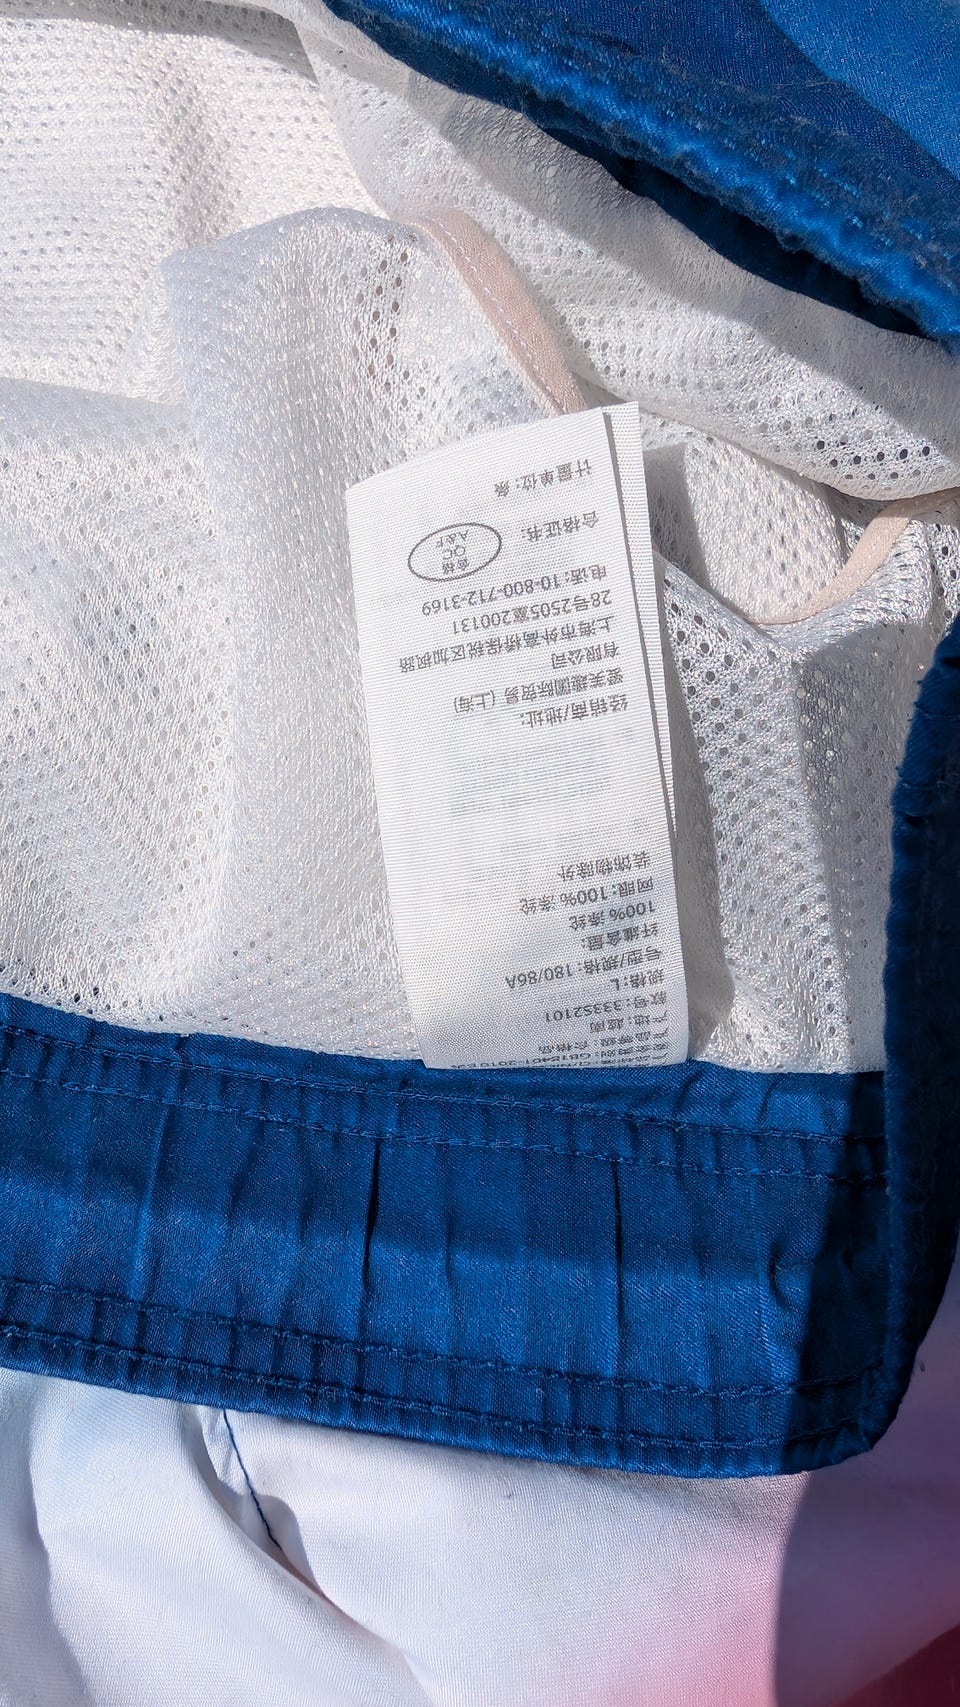 产地: 越南
款号: 33352101
规格: L
号型/规格: 180/86A
纤维含量:
100% 涤纶
网眼: 100% 涤纶
装饰物除外
经销商/地址:
爱芙趣国际贸易 (上海)
有限公司
上海市外高桥保税区加枫路
28号2505室200131
电话: 10-800-712-3169
合格证书:
合格
QC
A&F
计量单位: 条